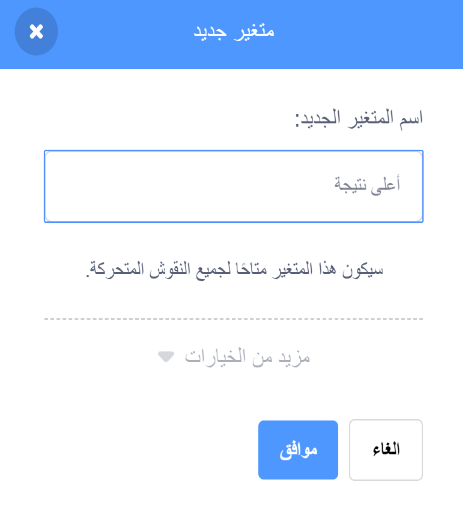 متغير جديد
اسم المتغير الجديد:
أعلى نتيجة
سيكون هذا المتغير متاحًا لجميع النقوش المتحركة.
مزيد من الخيارات
الغاء
موافق